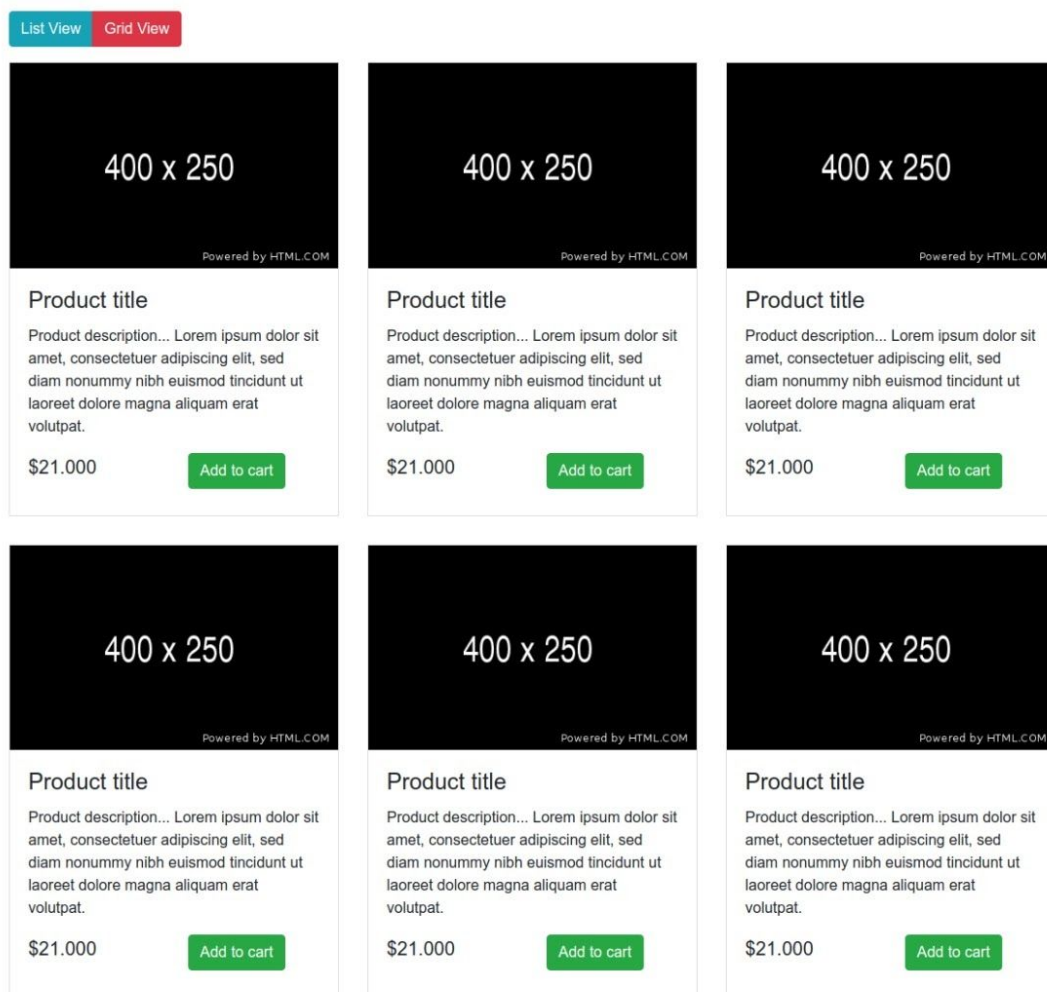 List View Grid View
400 x 250 400 x 250 400 x 250
Powered by HTML.COM Powered by HTML.COM Powered by HTML.COM
Product title Product title Product title
Product description... Lorem ipsum dolor sit
amet, consectetuer adipiscing elit, sed
diam nonummy nibh euismod tincidunt ut
laoreet dolore magna aliquam erat
volutpat.
Product description... Lorem ipsum dolor sit
amet, consectetuer adipiscing elit, sed
diam nonummy nibh euismod tincidunt ut
laoreet dolore magna aliquam erat
volutpat.
Product description... Lorem ipsum dolor sit
amet, consectetuer adipiscing elit, sed
diam nonummy nibh euismod tincidunt ut
laoreet dolore magna aliquam erat
volutpat.
$21.000 Add to cart $21.000 Add to cart $21.000 Add to cart
400 x 250 400 x 250 400 x 250
Powered by HTML.COM Powered by HTML.COM Powered by HTML.COM
Product title Product title Product title
Product description... Lorem ipsum dolor sit
amet, consectetuer adipiscing elit, sed
diam nonummy nibh euismod tincidunt ut
laoreet dolore magna aliquam erat
volutpat.
Product description... Lorem ipsum dolor sit
amet, consectetuer adipiscing elit, sed
diam nonummy nibh euismod tincidunt ut
laoreet dolore magna aliquam erat
volutpat.
Product description... Lorem ipsum dolor sit
amet, consectetuer adipiscing elit, sed
diam nonummy nibh euismod tincidunt ut
laoreet dolore magna aliquam erat
volutpat.
$21.000 Add to cart $21.000 Add to cart $21.000 Add to cart